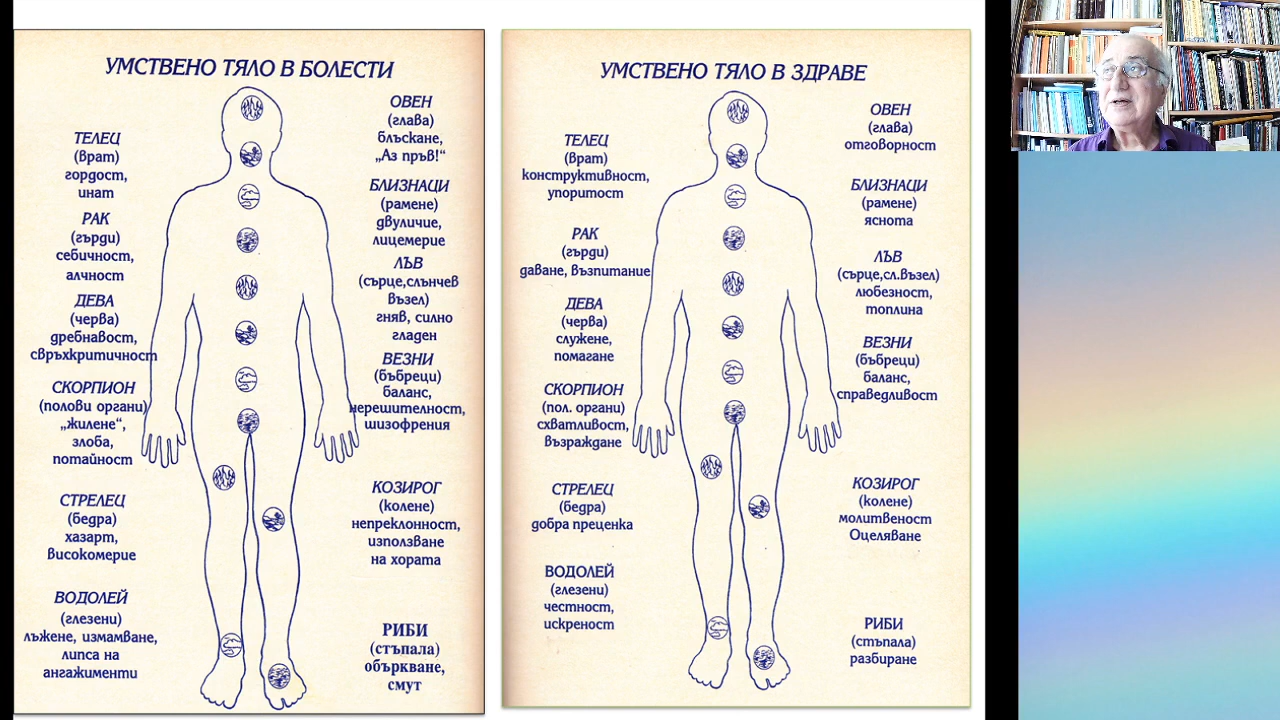 УМСТВЕНО ТЯЛО В БОЛЕСТИ
ОВЕН
(глава)
блъскане,
„Аз пръв!“
ТЕЛЕЦ
(врат)
гордост,
инат
БЛИЗНАЦИ
(рамене)
двуличие,
лицемерие
РАК
(гърди)
себичност,
алчност
ЛЪВ
(сърце,слънчев
възел)
гняв, силно
гладен
ДЕВА
(черва)
дребнавост,
свръхкритичност
ВЕЗНИ
(бъбреци)
баланс,
нерешителност,
шизофрения
СКОРПИОН
(полови органи)
„жилене“,
злоба,
потайност
СТРЕЛЕЦ
(бедра)
хазарт,
високомерие
КОЗИРОГ
(колене)
непреклонност,
използване
на хората
ВОДОЛЕЙ
(глезени)
лъжене, измамване,
липса на
ангажименти
РИБИ
(стъпала)
объркване,
смут
УМСТВЕНО ТЯЛО В ЗДРАВЕ
ОВЕН
(глава)
отговорност
ТЕЛЕЦ
(врат)
конструктивност,
упоритост
БЛИЗНАЦИ
(рамене)
яснота
РАК
(гърди)
даване, възпитание
ЛЪВ
(сърце,сл.възел)
любезност,
топлина
ДЕВА
(черва)
служене,
помагане
ВЕЗНИ
(бъбреци)
баланс,
справедливост
СКОРПИОН
(пол. органи)
схватливост,
възраждане
СТРЕЛЕЦ
(бедра)
добра преценка
КОЗИРОГ
(колене)
молитвеност
Оцеляване
ВОДОЛЕЙ
(глезени)
честност,
искреност
РИБИ
(стъпала)
разбиране